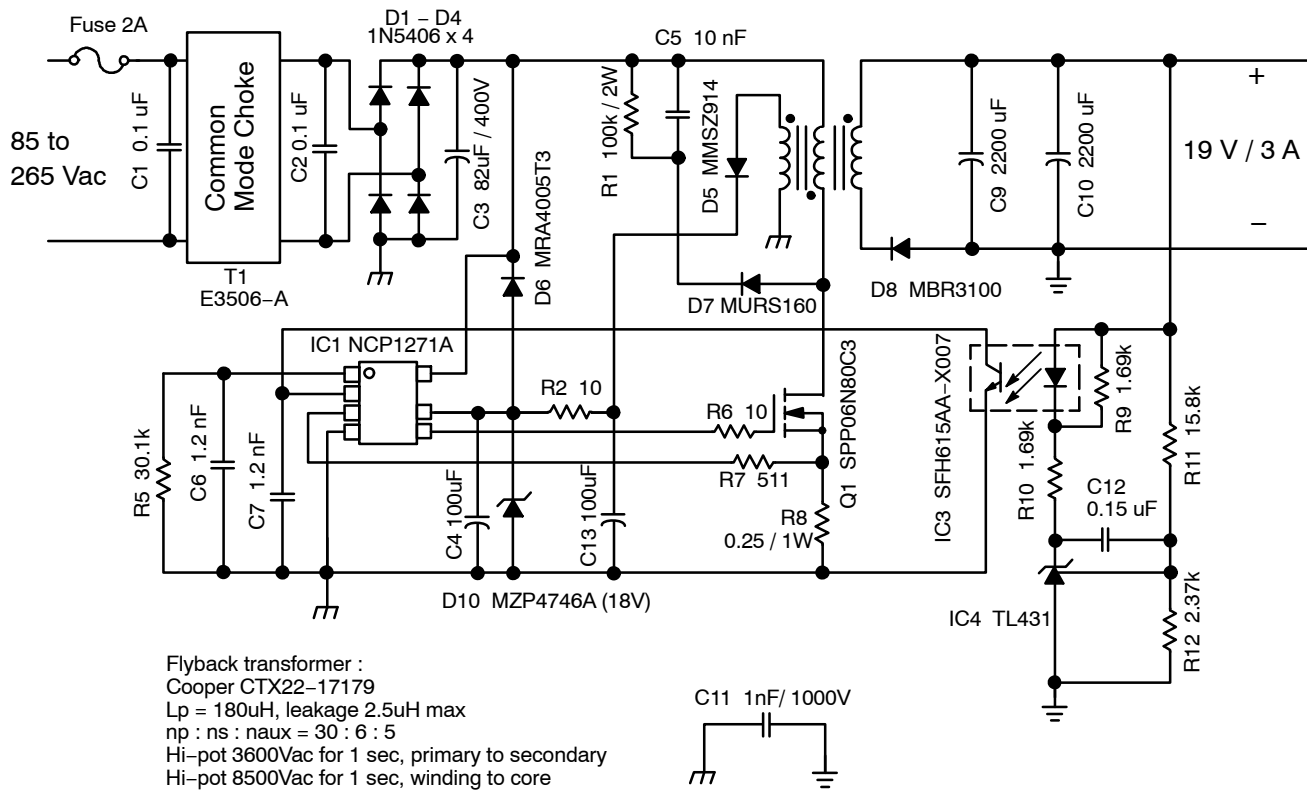 Fuse 2A
D1 – D4
1N5406 x 4
C5 10 nF
85 to
265 Vac
C1 0.1 uF
Common
Mode Choke
C2 0.1 uF
C3 82uF / 400V
R1 100k / 2W
D5 MMSZ914
C9 2200 uF
C10 2200 uF
+
19 V / 3 A
–
T1
E3506–A
D6 MRA4005T3
D7 MURS160
D8 MBR3100
IC1 NCP1271A
R2 10
R6 10
R7 511
Q1 SPP06N80C3
IC3 SFH615AA–X007
R9 1.69k
R10 1.69k
R11 15.8k
C12
0.15 uF
R5 30.1k
C6 1.2 nF
C7 1.2 nF
C4 100uF
C13 100uF
R8
0.25 / 1W
D10 MZP4746A (18V)
IC4 TL431
R12 2.37k
Flyback transformer :
Cooper CTX22–17179
Lp = 180uH, leakage 2.5uH max
np : ns : naux = 30 : 6 : 5
Hi–pot 3600Vac for 1 sec, primary to secondary
Hi–pot 8500Vac for 1 sec, winding to core
C11 1nF/ 1000V